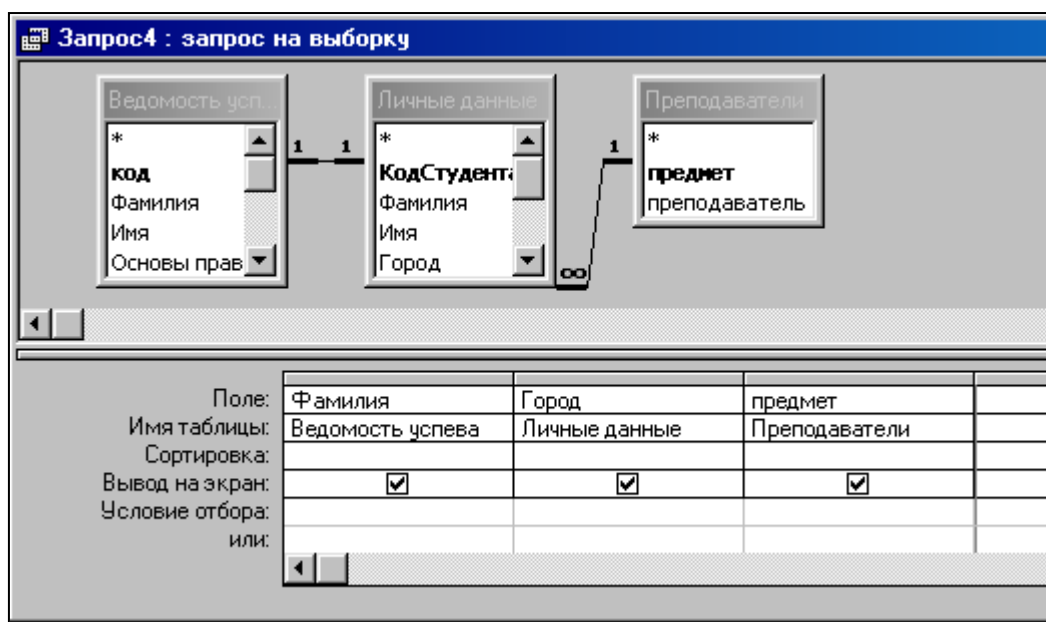 Запрос4 : запрос на выборку
Ведомость усп...
*
код
Фамилия
Имя
Основы прав
1 1
Личные данные
*
КодСтудента
Фамилия
Имя
Город
∞
1
Преподаватели
*
предмет
преподаватель
Поле: Фамилия Город предмет
Имя таблицы: Ведомость успева Личные данные Преподаватели
Сортировка:
Вывод на экран:
Условие отбора:
или: